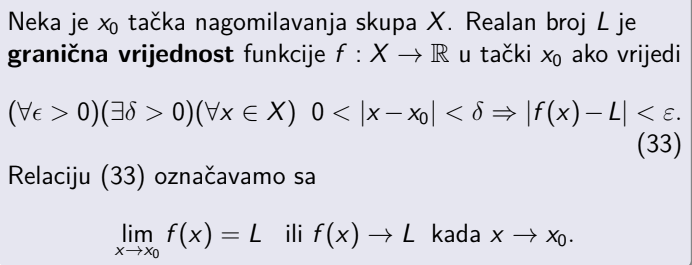 Neka je x₀ tačka nagomilavanja skupa X. Realan broj L je
granična vrijednost funkcije f : X → ℝ u tački x₀ ako vrijedi
(∀ϵ > 0)(∃δ > 0)(∀x ∈ X) 0 < |x − x₀| < δ ⇒ |f(x) − L| < ε.
(33)
Relaciju (33) označavamo sa
lim_{x→x₀} f(x) = L ili f(x) → L kada x → x₀.